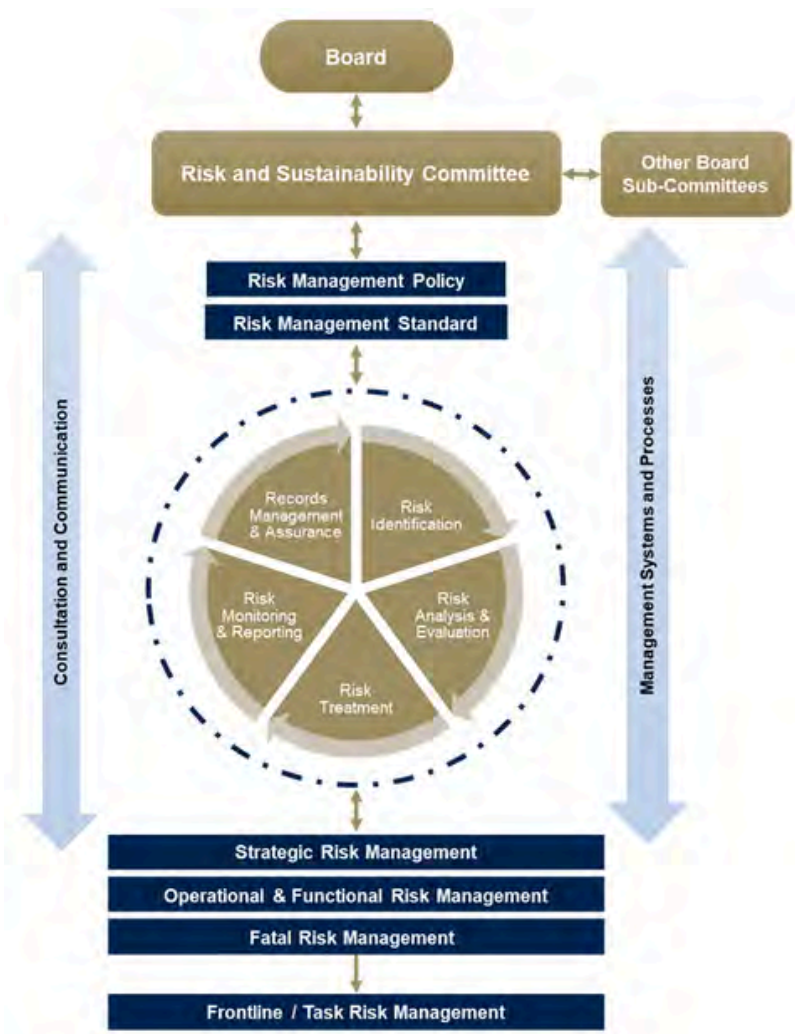 Board
Risk and Sustainability Committee
Other Board
Sub-Committees
Risk Management Policy
Risk Management Standard
Consultation and Communication
Management Systems and Processes
Records
Management
& Assurance
Risk
Identification
Risk
Monitoring
& Reporting
Risk
Analysis &
Evaluation
Risk
Treatment
Strategic Risk Management
Operational & Functional Risk Management
Fatal Risk Management
Frontline / Task Risk Management